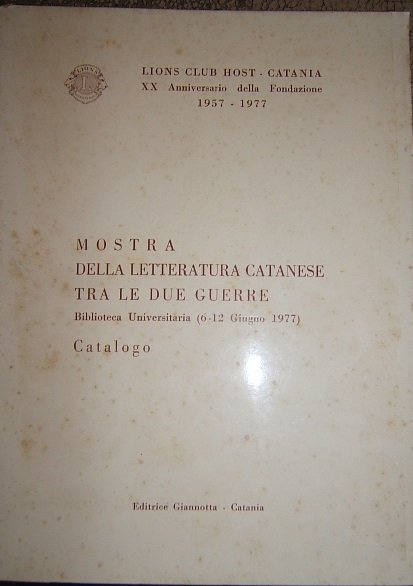 LIONS
LIONS CLUB HOST - CATANIA
XX Anniversario della Fondazione
1957 - 1977
MOSTRA
DELLA LETTERATURA CATANESE
TRA LE DUE GUERRE
Biblioteca Universitaria (6-12 Giugno 1977)
Catalogo
Editrice Giannotta - Catania